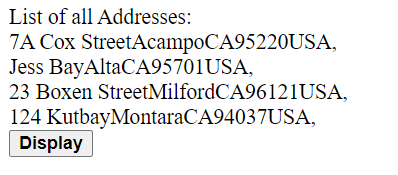 List of all Addresses:
7A Cox StreetAcampoCA95220USA,
Jess BayAltaCA95701USA,
23 Boxen StreetMilfordCA96121USA,
124 KutbayMontaraCA94037USA,
Display